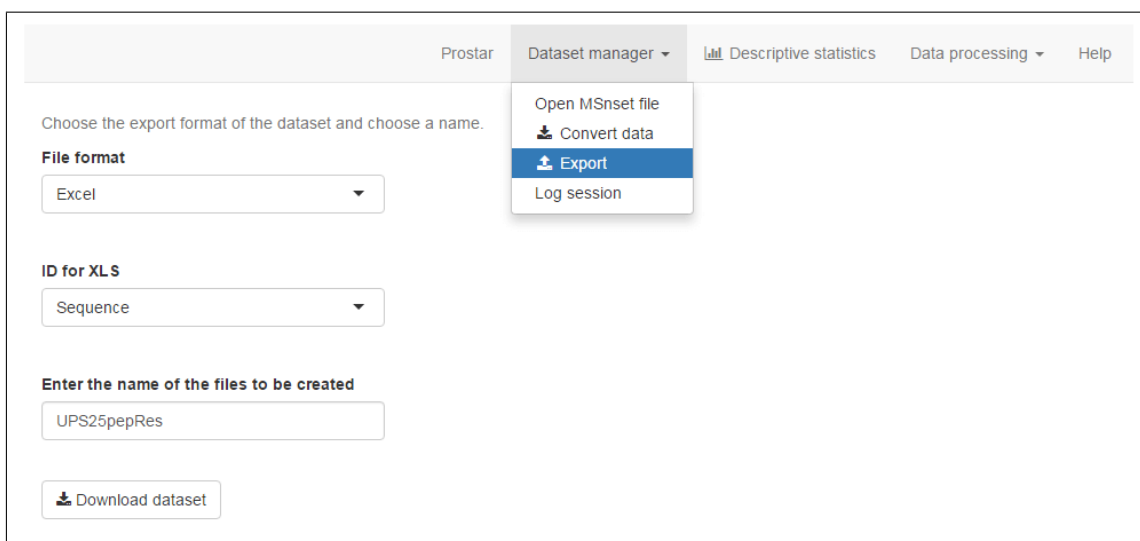 Prostar Dataset manager Descriptive statistics Data processing Help
Open MSnset file
Convert data
Export
Log session
Choose the export format of the dataset and choose a name.
File format
Excel
ID for XLS
Sequence
Enter the name of the files to be created
UPS25pepRes
Download dataset